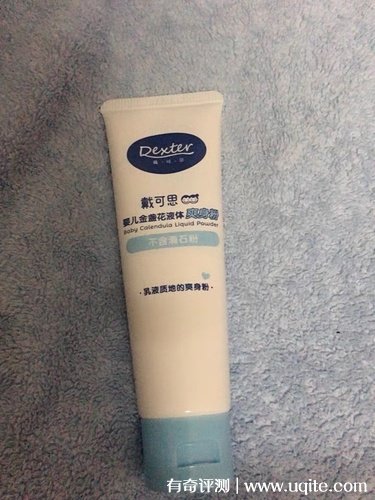 Dexter
戴·可·思
戴可思
婴儿金盏花液体爽身粉
Baby Calendula Liquid Powder
不含滑石粉
·乳液质地的爽身粉·
有奇评测 | www.uqite.com